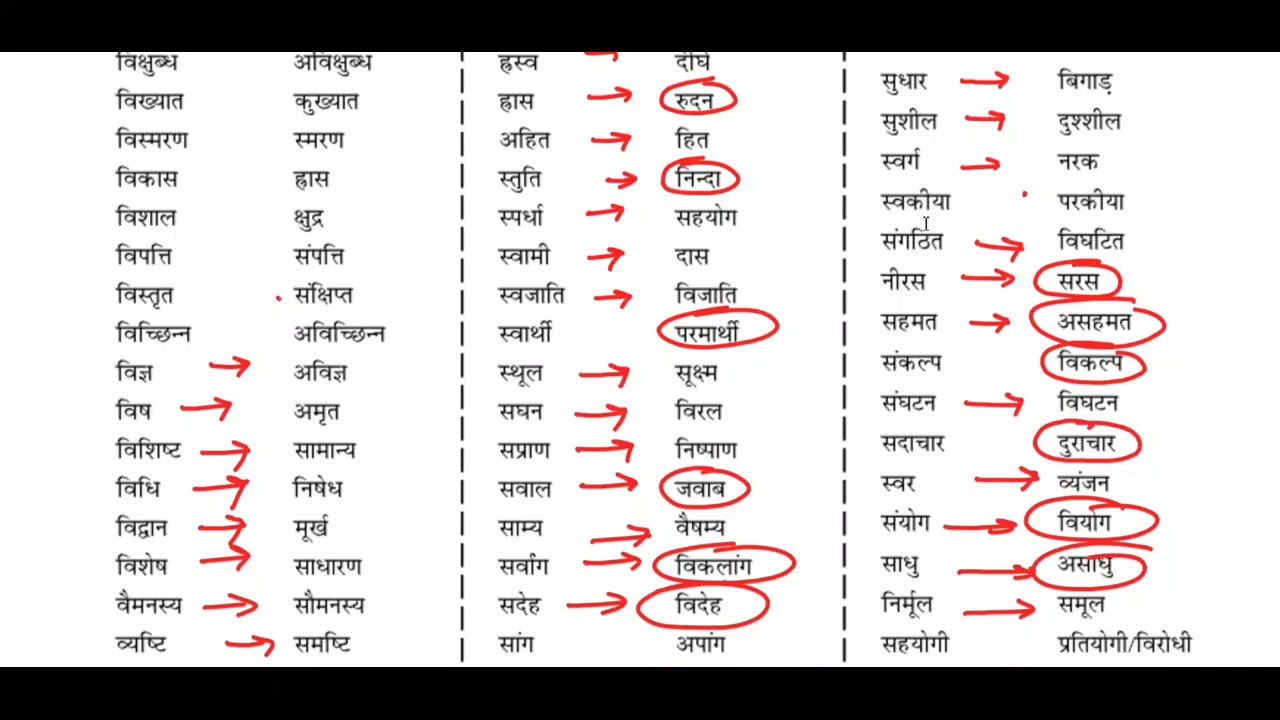 विक्षुब्ध अविक्षुब्ध
विख्यात कुख्यात
विस्मरण स्मरण
विकास ह्रास
विशाल क्षुद्र
विपत्ति संपत्ति
विस्तृत संक्षिप्त
विच्छिन्न अविच्छिन्न
विज्ञ अविज्ञ
विष अमृत
विशिष्ट सामान्य
विधि निषेध
विद्वान मूर्ख
विशेष साधारण
वैमनस्य सौमनस्य
व्यष्टि समष्टि
ह्रस्व दीर्घ
ह्रास रुदन
अहित हित
स्तुति निन्दा
स्पर्धा सहयोग
स्वामी दास
स्वजाति विजाति
स्वार्थी परमार्थी
स्थूल सूक्ष्म
सघन विरल
सप्राण निष्पाण
सवाल जवाब
साम्य वैषम्य
सर्वांग विकलांग
सदेह विदेह
सांग अपांग
सुधार बिगाड़
सुशील दुश्शील
स्वर्ग नरक
स्वकीया परकीया
संगठित विघटित
नीरस सरस
सहमत असहमत
संकल्प विकल्प
संघटन विघटन
सदाचार दुराचार
स्वर व्यंजन
संयोग वियोग
साधु असाधु
निर्मूल समूल
सहयोगी प्रतियोगी/विरोधी